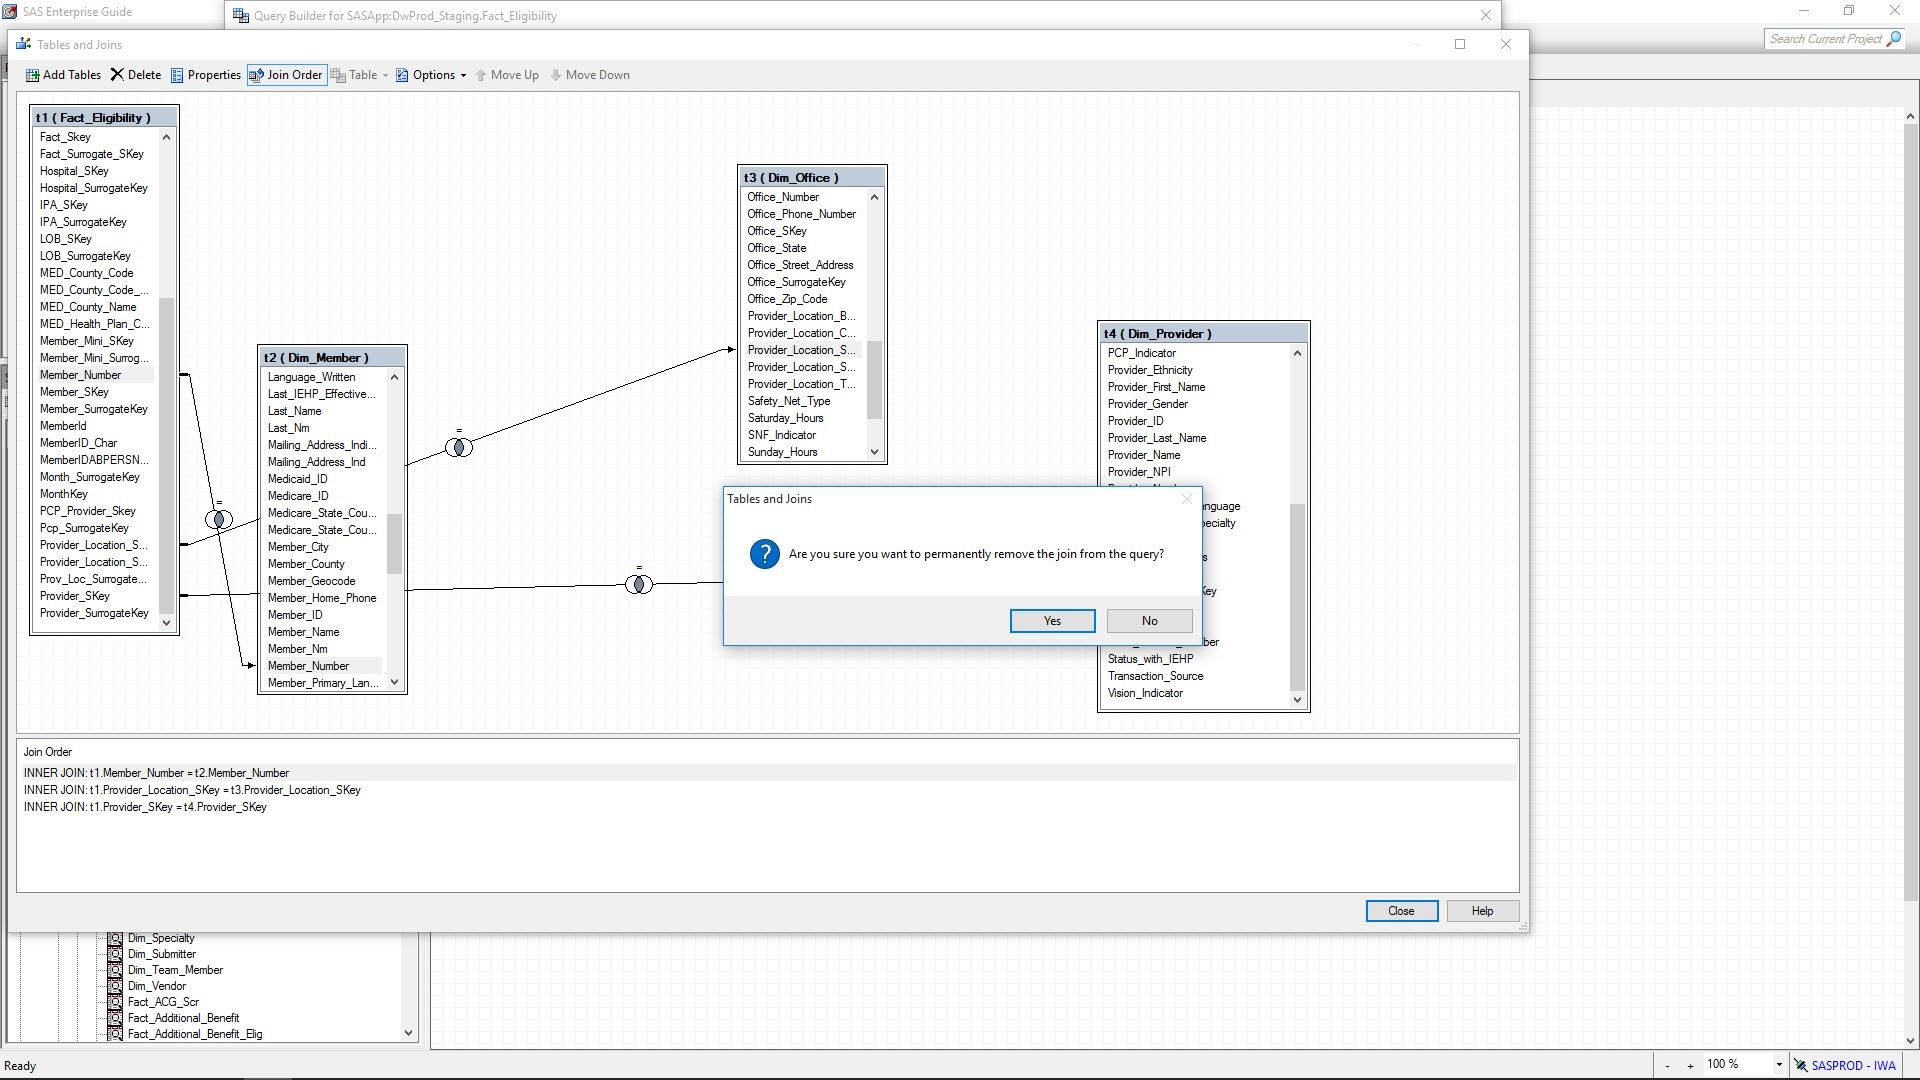 SAS Enterprise Guide
Query Builder for SASApp:DwProd_Staging.Fact_Eligibility
Tables and Joins
Search Current Project
Add Tables Delete Properties Join Order Table Options Move Up Move Down
t1 ( Fact_Eligibility )
Fact_Skey
Fact_Surrogate_SKey
Hospital_SKey
Hospital_SurrogateKey
IPA_SKey
IPA_SurrogateKey
LOB_SKey
LOB_SurrogateKey
MED_County_Code
MED_County_Code_...
MED_County_Name
MED_Health_Plan_C...
Member_Mini_SKey
Member_Mini_Surrog...
Member_Number
Member_SKey
Member_SurrogateKey
MemberId
MemberID_Char
MemberIDABPERSN...
Month_SurrogateKey
MonthKey
PCP_Provider_Skey
Pcp_SurrogateKey
Provider_Location_S...
Provider_Location_S...
Prov_Loc_Surrogate...
Provider_SKey
Provider_SurrogateKey
=
t2 ( Dim_Member )
Language_Written
Last_IEHP_Effective...
Last_Name
Last_Nm
Mailing_Address_Indi...
Mailing_Address_Ind
Medicaid_ID
Medicare_ID
Medicare_State_Cou...
Medicare_State_Cou...
Member_City
Member_County
Member_Geocode
Member_Home_Phone
Member_ID
Member_Name
Member_Nm
Member_Number
Member_Primary_Lan...
=
=
t3 ( Dim_Office )
Office_Number
Office_Phone_Number
Office_SKey
Office_State
Office_Street_Address
Office_SurrogateKey
Office_Zip_Code
Provider_Location_B...
Provider_Location_C...
Provider_Location_S...
Provider_Location_S...
Provider_Location_T...
Safety_Net_Type
Saturday_Hours
SNF_Indicator
Sunday_Hours
t4 ( Dim_Provider )
PCP_Indicator
Provider_Ethnicity
Provider_First_Name
Provider_Gender
Provider_ID
Provider_Last_Name
Provider_Name
Provider_NPI
nguage
pecialty
s
Key
ber
Status_with_IEHP
Transaction_Source
Vision_Indicator
Tables and Joins
Are you sure you want to permanently remove the join from the query?
Yes No
Join Order
INNER JOIN: t1.Member_Number = t2.Member_Number
INNER JOIN: t1.Provider_Location_SKey = t3.Provider_Location_SKey
INNER JOIN: t1.Provider_SKey = t4.Provider_SKey
Close Help
Dim_Specialty
Dim_Submitter
Dim_Team_Member
Dim_Vendor
Fact_ACG_Scr
Fact_Additional_Benefit
Fact_Additional_Benefit_Elig
Ready
- + 100 % SASPROD - IWA